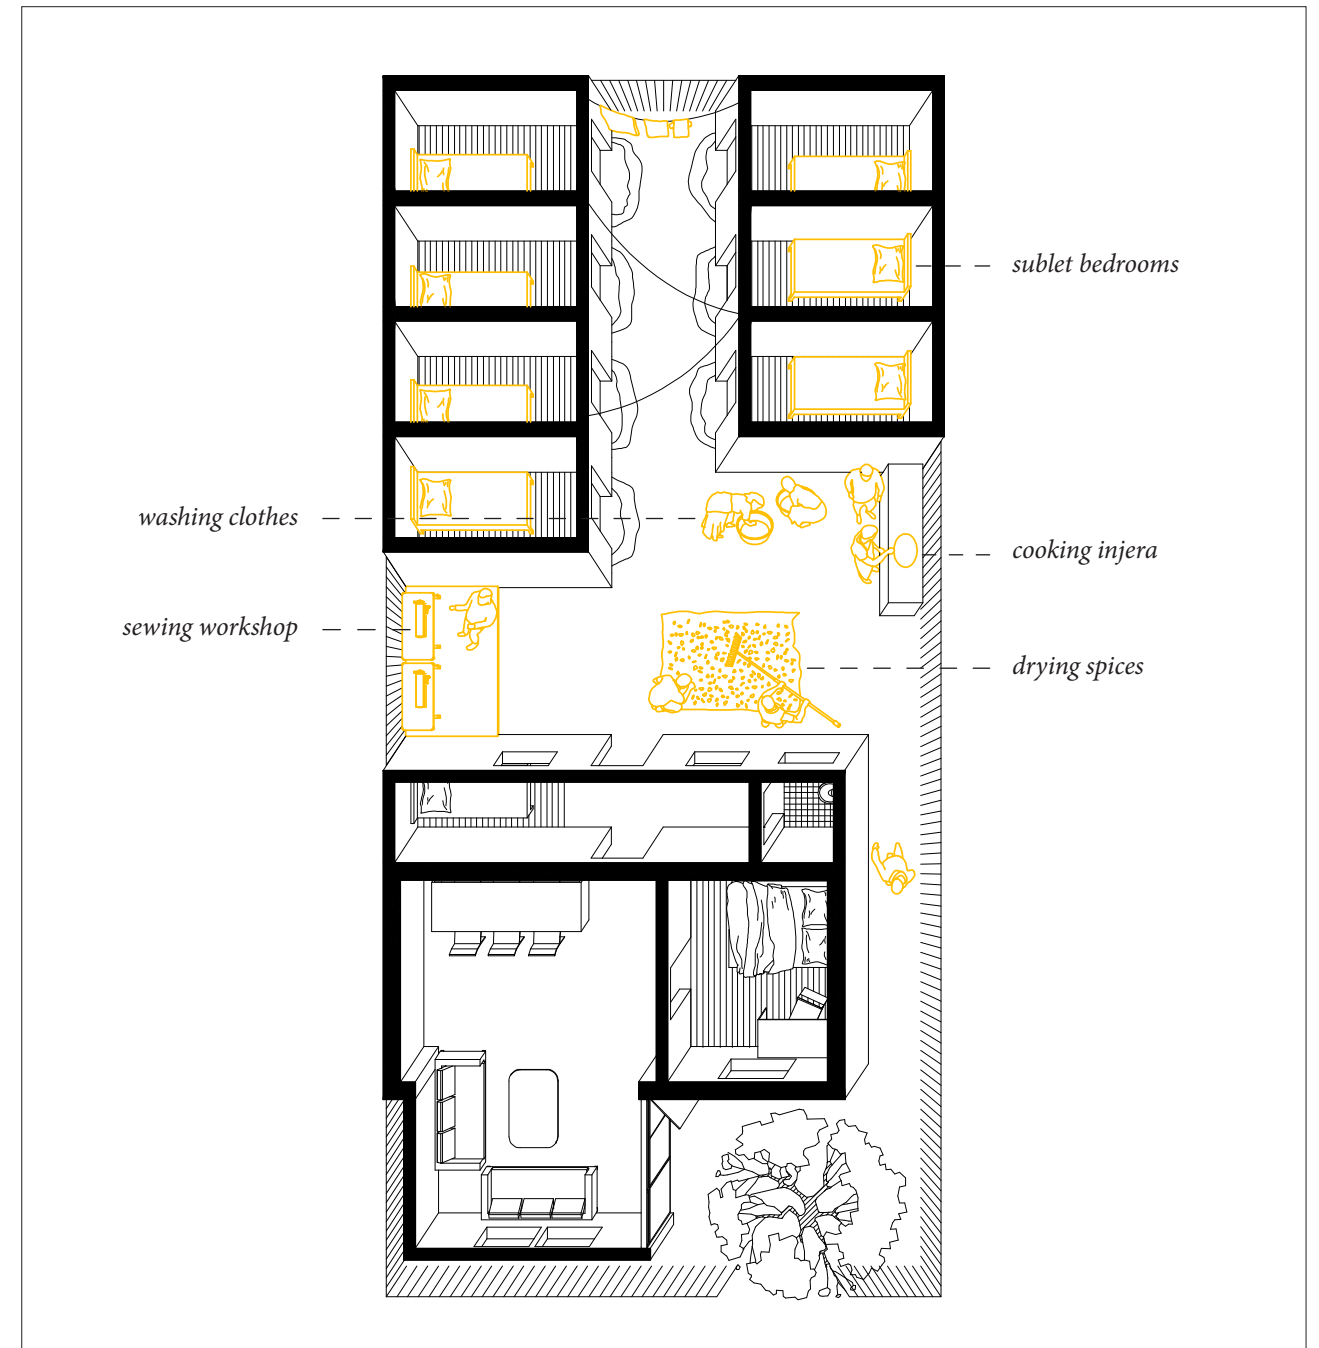 sublet bedrooms
washing clothes
cooking injera
sewing workshop
drying spices